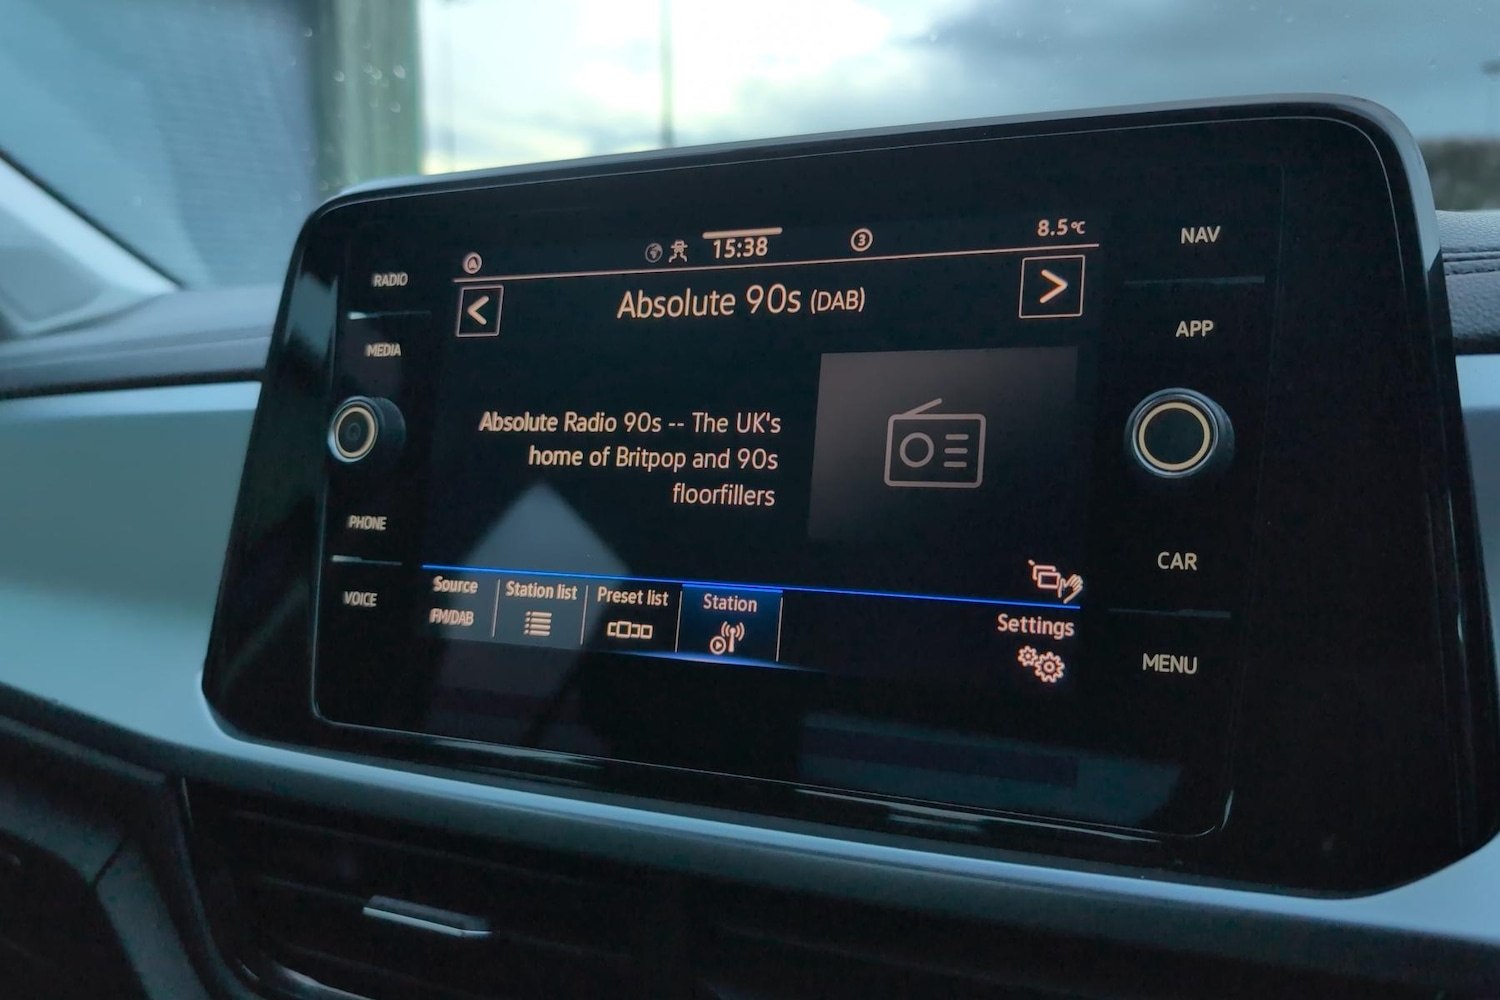 RADIO
MEDIA
PHONE
VOICE
15:38
3
8.5°C
Absolute 90s (DAB)
Absolute Radio 90s -- The UK's
home of Britpop and 90s
floorfillers
Source
FM/DAB
Station list
Preset list
Station
Settings
NAV
APP
CAR
MENU